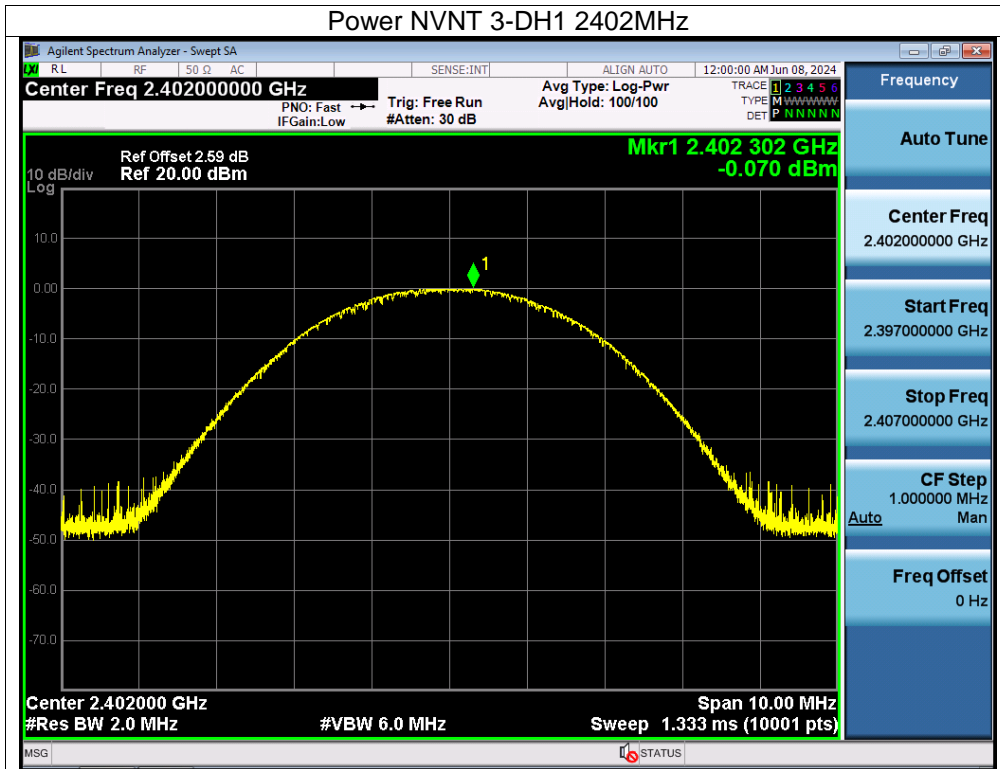 Power NVNT 3-DH1 2402MHz
Agilent Spectrum Analyzer - Swept SA
LXI RL RF 50 Ω AC SENSE:INT ALIGN AUTO 12:00:00 AM Jun 08, 2024
Center Freq 2.402000000 GHz
PNO: Fast
IFGain:Low
Trig: Free Run
#Atten: 30 dB
Avg Type: Log-Pwr
Avg|Hold: 100/100
TRACE 1 2 3 4 5 6
TYPE M WWWWW
DET P N N N N N
Mkr1 2.402 302 GHz
-0.070 dBm
Ref Offset 2.59 dB
10 dB/div Ref 20.00 dBm
Log
10.0
0.00
-10.0
-20.0
-30.0
-40.0
-50.0
-60.0
-70.0
1
Center 2.402000 GHz Span 10.00 MHz
#Res BW 2.0 MHz #VBW 6.0 MHz Sweep 1.333 ms (10001 pts)
MSG STATUS
Frequency
Auto Tune
Center Freq
2.402000000 GHz
Start Freq
2.397000000 GHz
Stop Freq
2.407000000 GHz
CF Step
1.000000 MHz
Auto Man
Freq Offset
0 Hz